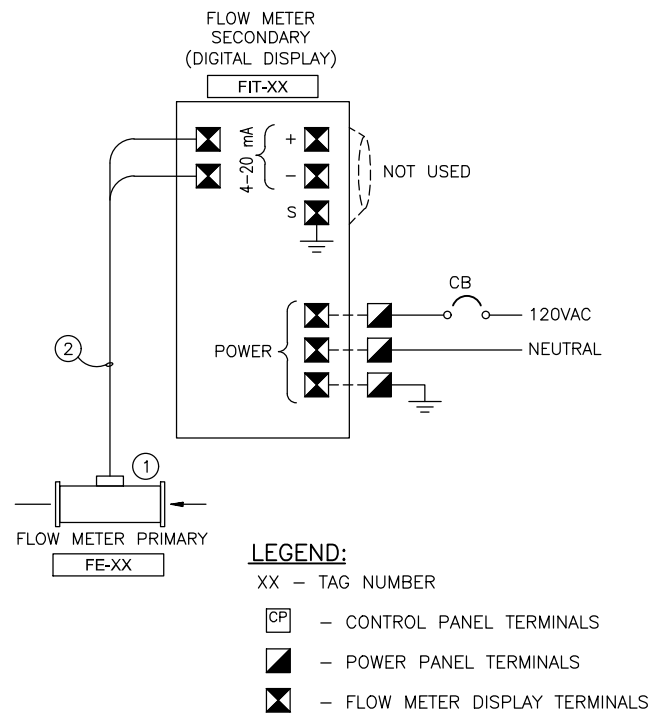 FLOW METER
SECONDARY
(DIGITAL DISPLAY)
FIT-XX
4-20 mA
+
-
S
NOT USED
CB
120VAC
POWER
NEUTRAL
2
1
FLOW METER PRIMARY
FE-XX
LEGEND:
XX - TAG NUMBER
CP - CONTROL PANEL TERMINALS
- POWER PANEL TERMINALS
- FLOW METER DISPLAY TERMINALS